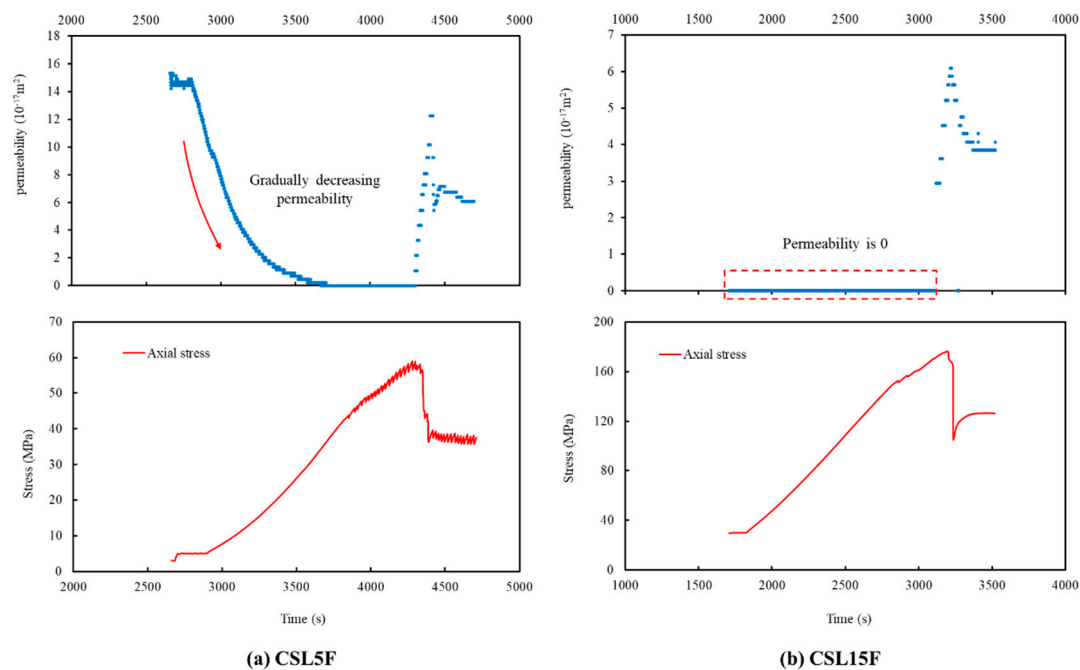 2000 2500 3000 3500 4000 4500 5000
18
16
14
12
10
8
6
4
2
0
permeability (10⁻¹⁷m²)
Gradually decreasing
permeability
70
60
50
40
30
20
10
0
Stress (MPa)
Axial stress
2000 2500 3000 3500 4000 4500 5000
Time (s)
(a) CSL5F
1000 1500 2000 2500 3000 3500 4000
7
6
5
4
3
2
1
0
permeability (10⁻¹⁷m²)
Permeability is 0
200
160
120
80
40
0
Stress (MPa)
Axial stress
1000 1500 2000 2500 3000 3500 4000
Time (s)
(b) CSL15F